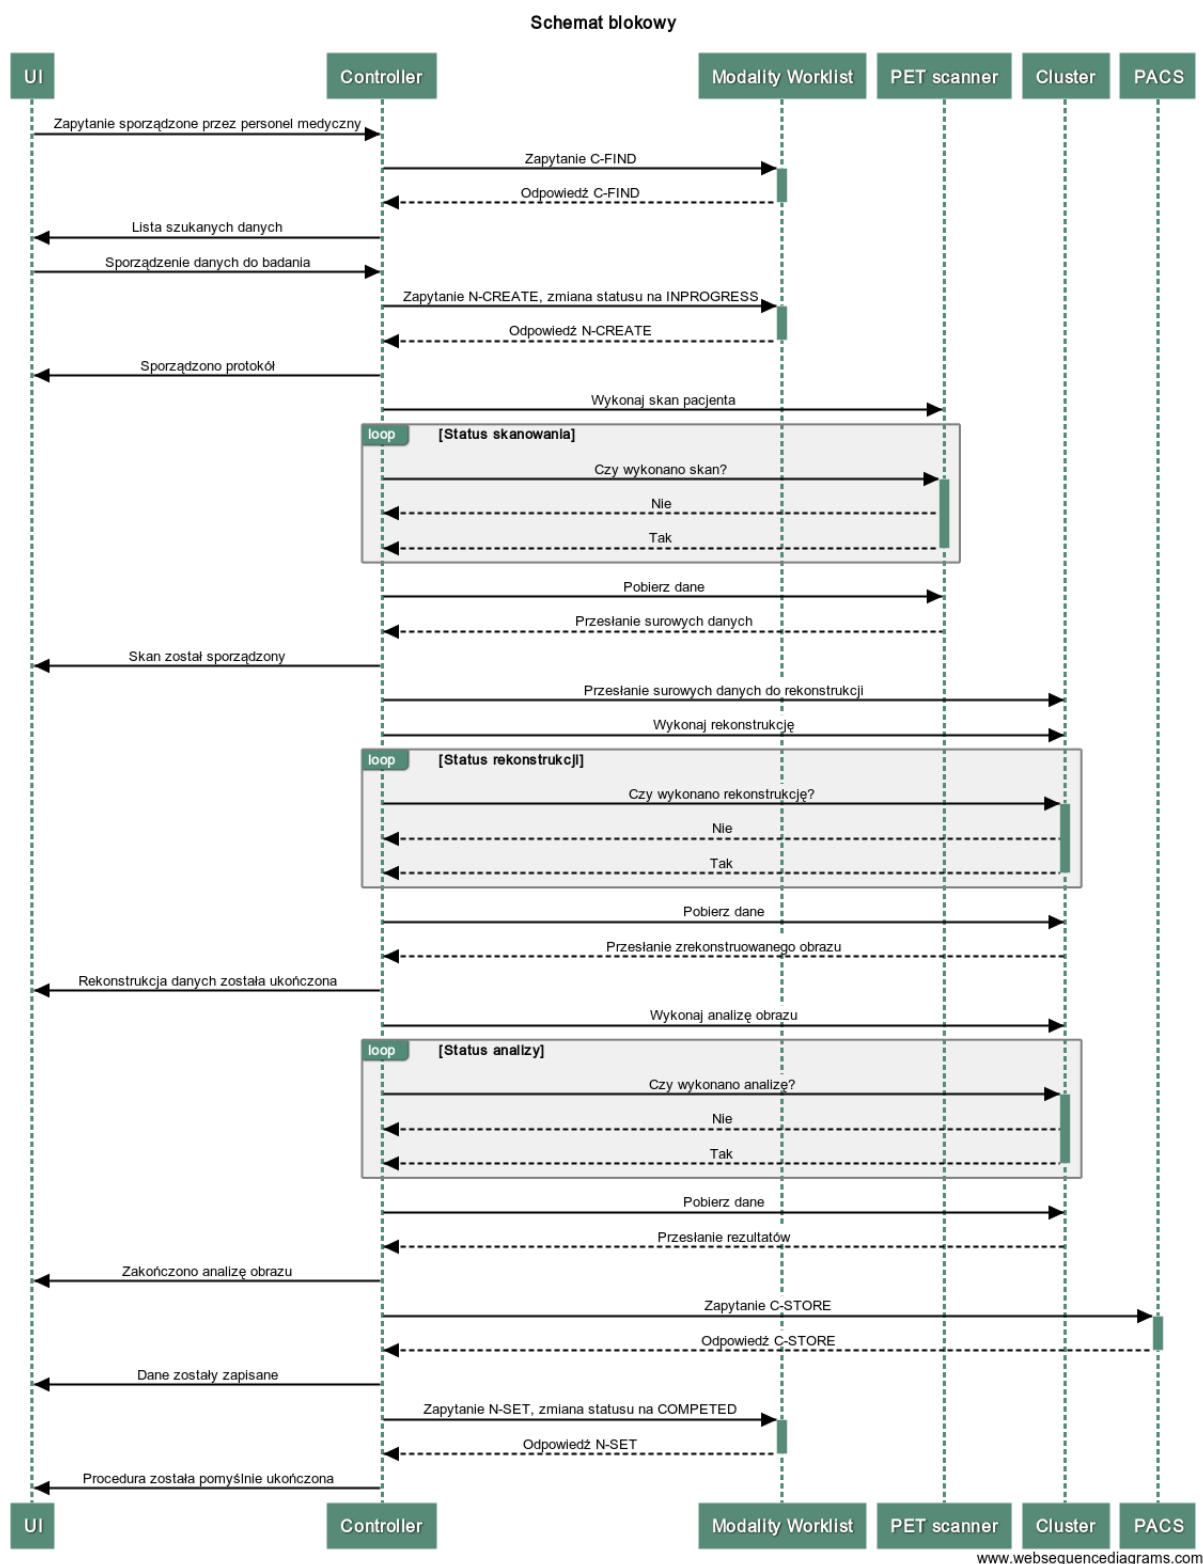 Schemat blokowy
UI Controller Modality Worklist PET scanner Cluster PACS
Zapytanie sporządzone przez personel medyczny
Zapytanie C-FIND
Odpowiedź C-FIND
Lista szukanych danych
Sporządzenie danych do badania
Zapytanie N-CREATE, zmiana statusu na INPROGRESS
Odpowiedź N-CREATE
Sporządzono protokół
Wykonaj skan pacjenta
loop [Status skanowania]
Czy wykonano skan?
Nie
Tak
Pobierz dane
Przesłanie surowych danych
Skan został sporządzony
Przesłanie surowych danych do rekonstrukcji
Wykonaj rekonstrukcję
loop [Status rekonstrukcji]
Czy wykonano rekonstrukcję?
Nie
Tak
Pobierz dane
Przesłanie zrekonstruowanego obrazu
Rekonstrukcja danych została ukończona
Wykonaj analizę obrazu
loop [Status analizy]
Czy wykonano analizę?
Nie
Tak
Pobierz dane
Przesłanie rezultatów
Zakończono analizę obrazu
Zapytanie C-STORE
Odpowiedź C-STORE
Dane zostały zapisane
Zapytanie N-SET, zmiana statusu na COMPETED
Odpowiedź N-SET
Procedura została pomyślnie ukończona
UI Controller Modality Worklist PET scanner Cluster PACS
www.websequencediagrams.com